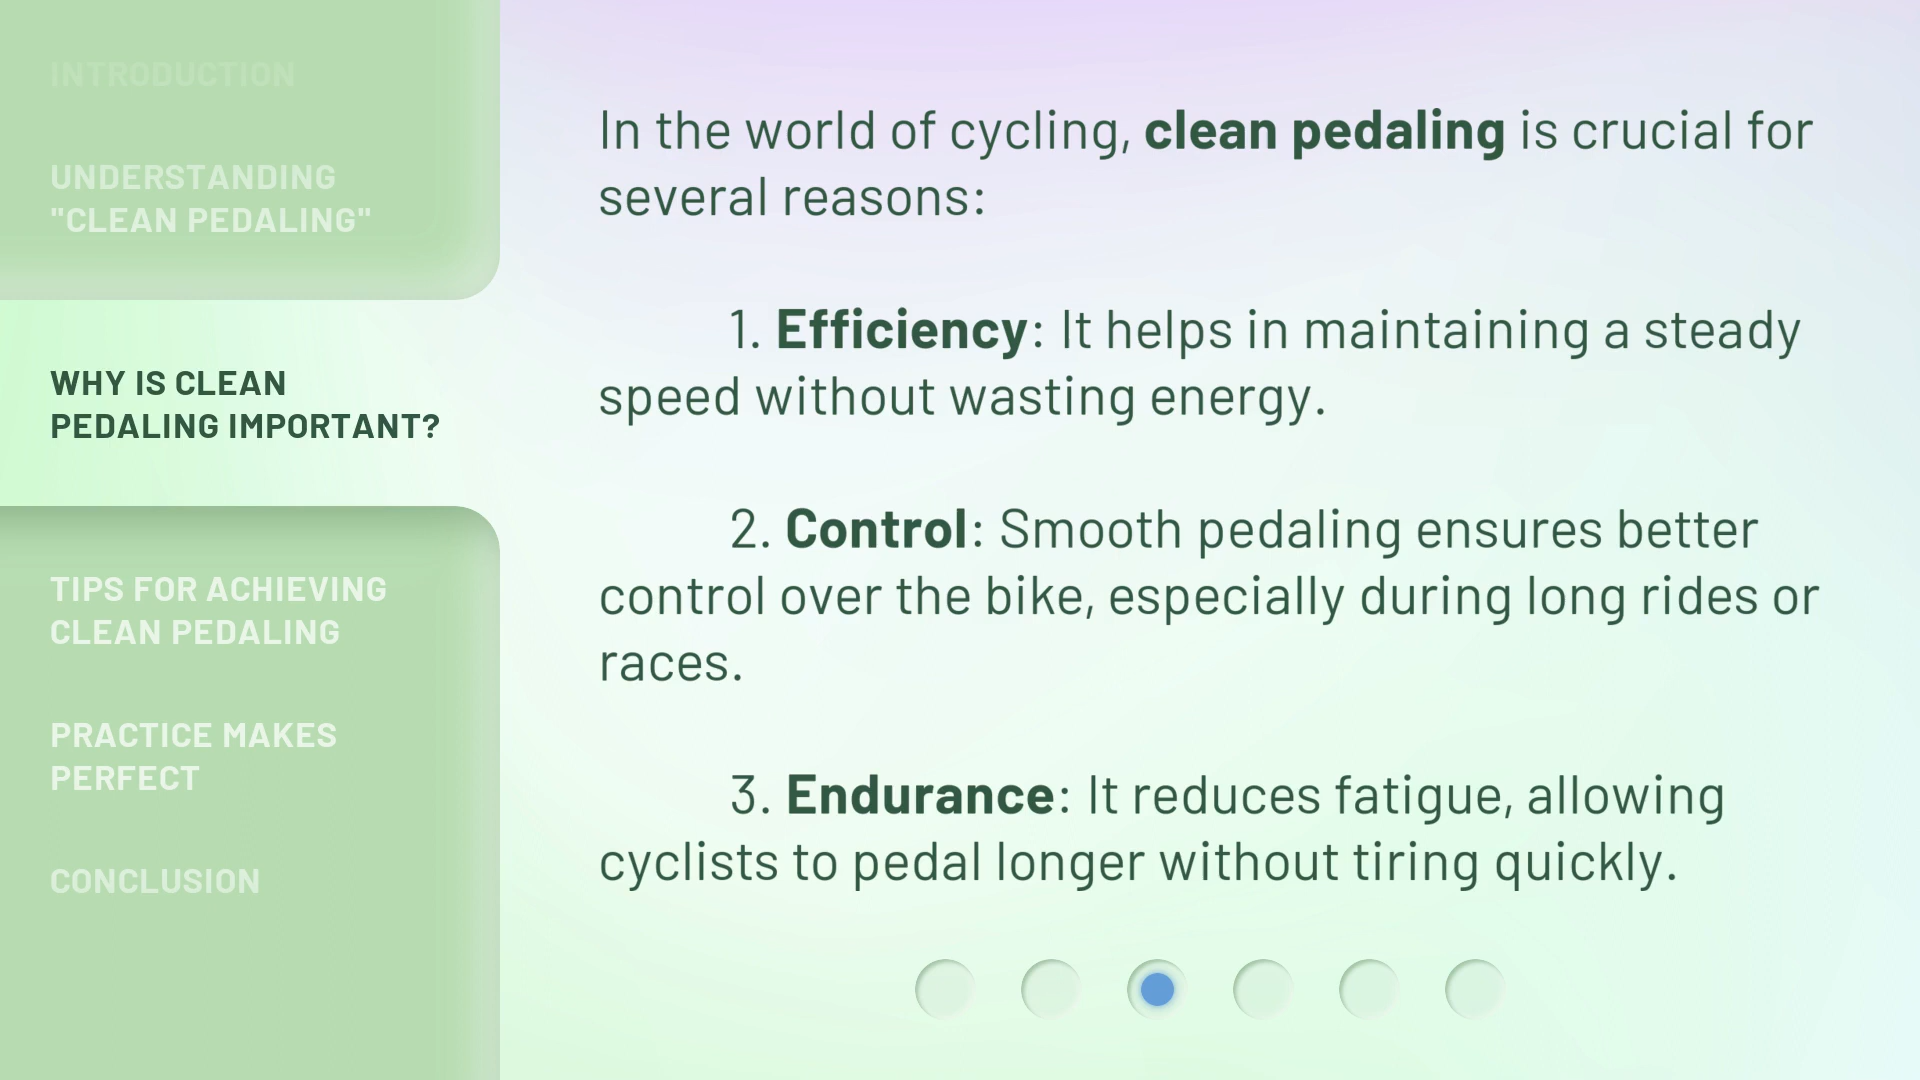 INTRODUCTION
UNDERSTANDING
"CLEAN PEDALING"
WHY IS CLEAN
PEDALING IMPORTANT?
TIPS FOR ACHIEVING
CLEAN PEDALING
PRACTICE MAKES
PERFECT
CONCLUSION
In the world of cycling, clean pedaling is crucial for
several reasons:
1. Efficiency: It helps in maintaining a steady
speed without wasting energy.
2. Control: Smooth pedaling ensures better
control over the bike, especially during long rides or
races.
3. Endurance: It reduces fatigue, allowing
cyclists to pedal longer without tiring quickly.